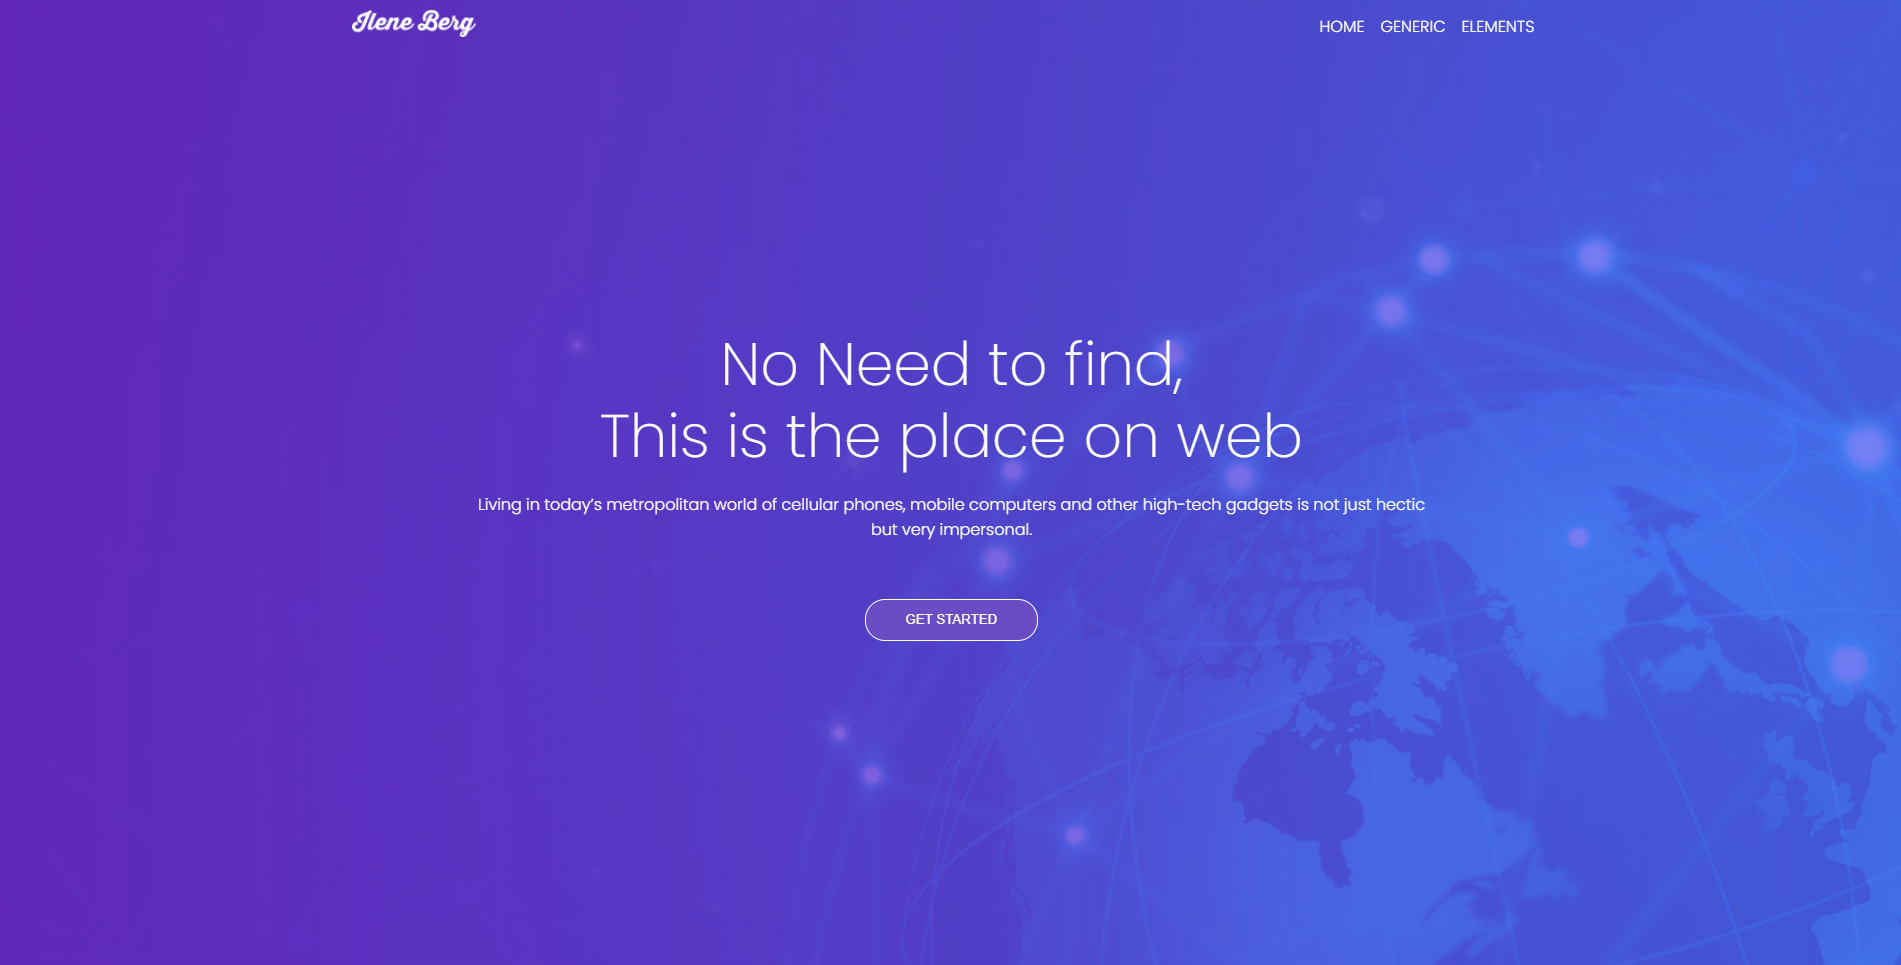 Ilene Berg
HOME GENERIC ELEMENTS
No Need to find,
This is the place on web
Living in today’s metropolitan world of cellular phones, mobile computers and other high-tech gadgets is not just hectic
but very impersonal.
GET STARTED